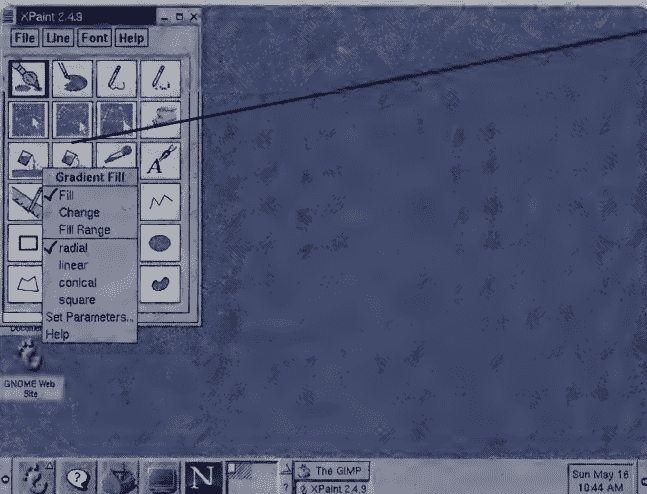 XPaint 2.4.9
File Line Font Help
Gradient Fill
Fill
Change
Fill Range
radial
linear
conical
square
Set Parameters...
Help
GNOME Web
Site
N
The GIMP
XPaint 2.4.9
Sun May 16
10:44 AM